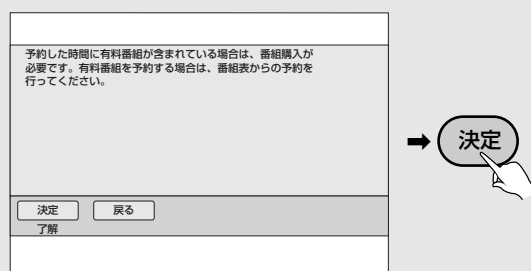 予約した時間に有料番組が含まれている場合は、番組購入が
必要です。有料番組を予約する場合は、番組表からの予約を
行ってください。
決定
戻る
了解
決定